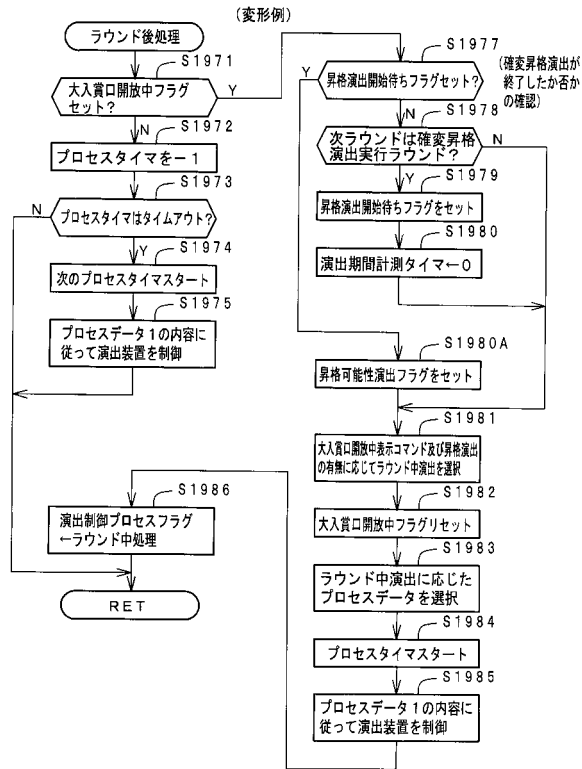 (変形例)
ラウンド後処理
S1971
大入賞口開放中フラグ
セット?
Y
N
S1972
プロセスタイマを－1
S1973
プロセスタイマはタイムアウト?
N
Y
S1974
次のプロセスタイマスタート
S1975
プロセスデータ1の内容に
従って演出装置を制御
S1986
演出制御プロセスフラグ
←ラウンド中処理
RET
S1977
昇格演出開始待ちフラグセット?
Y
N
(確変昇格演出が
終了したか否か
の確認)
S1978
次ラウンドは確変昇格
演出実行ラウンド?
N
Y
S1979
昇格演出開始待ちフラグをセット
S1980
演出期間計測タイマ←0
S1980A
昇格可能性演出フラグをセット
S1981
大入賞口開放中表示コマンド及び昇格演出
の有無に応じてラウンド中演出を選択
S1982
大入賞口開放中フラグリセット
S1983
ラウンド中演出に応じた
プロセスデータを選択
S1984
プロセスタイマスタート
S1985
プロセスデータ1の内容に
従って演出装置を制御